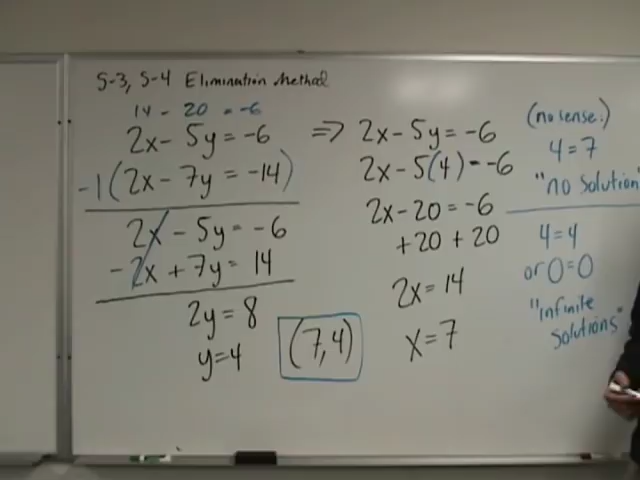 5-3, 5-4 Elimination Method
14 - 20 = -6
2x - 5y = -6
-1(2x - 7y = -14)
2x - 5y = -6
-2x + 7y = 14
2y = 8
y=4
(7,4)
=> 2x - 5y = -6
2x - 5(4) = -6
2x - 20 = -6
+20 +20
2x = 14
x = 7
(no sense:)
4 = 7
"no solution"
4 = 4
or 0 = 0
"infinite
solutions"